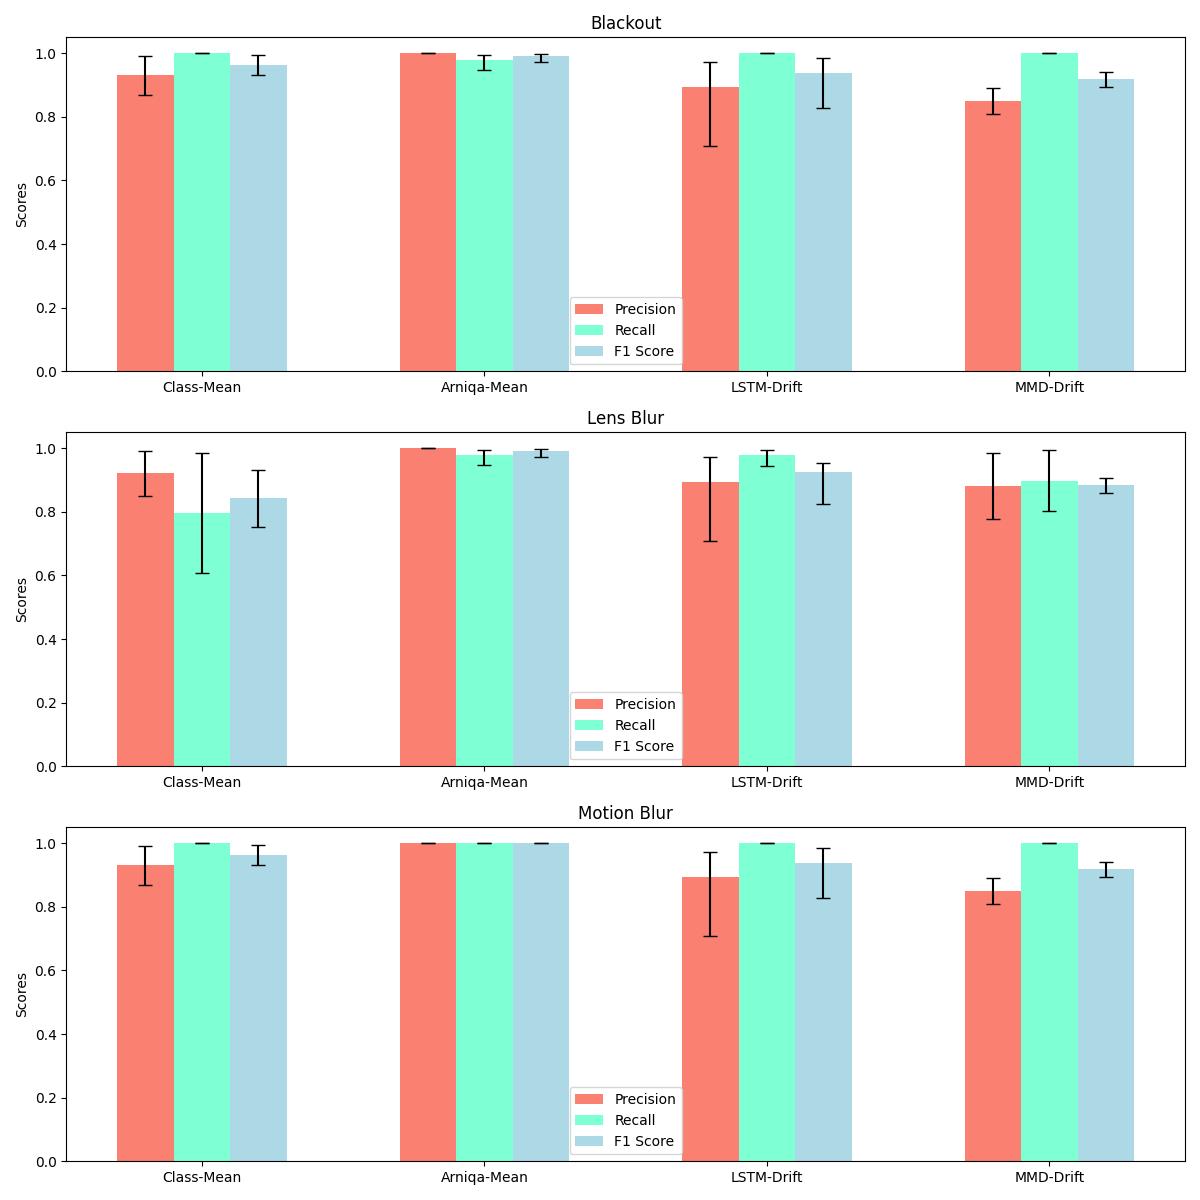 Blackout
1.0
0.8
0.6
0.4
0.2
0.0
Scores
Precision
Recall
F1 Score
Class-Mean Arniqa-Mean LSTM-Drift MMD-Drift
Lens Blur
1.0
0.8
0.6
0.4
0.2
0.0
Scores
Precision
Recall
F1 Score
Class-Mean Arniqa-Mean LSTM-Drift MMD-Drift
Motion Blur
1.0
0.8
0.6
0.4
0.2
0.0
Scores
Precision
Recall
F1 Score
Class-Mean Arniqa-Mean LSTM-Drift MMD-Drift